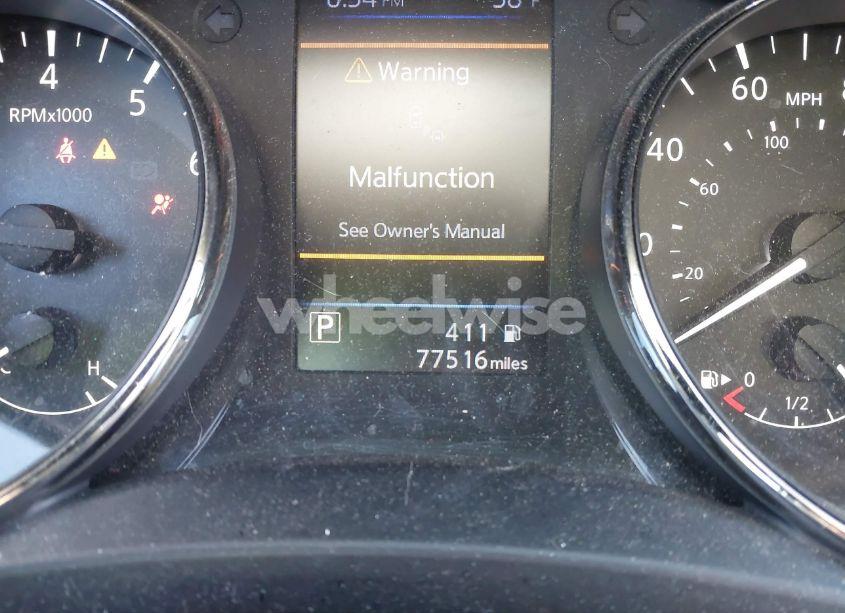 Warning
4
5
6
RPMx1000
Malfunction
See Owner's Manual
wheelwise
P
411
77516 miles
C
H
60
MPH
40
100
60
20
0
1/2